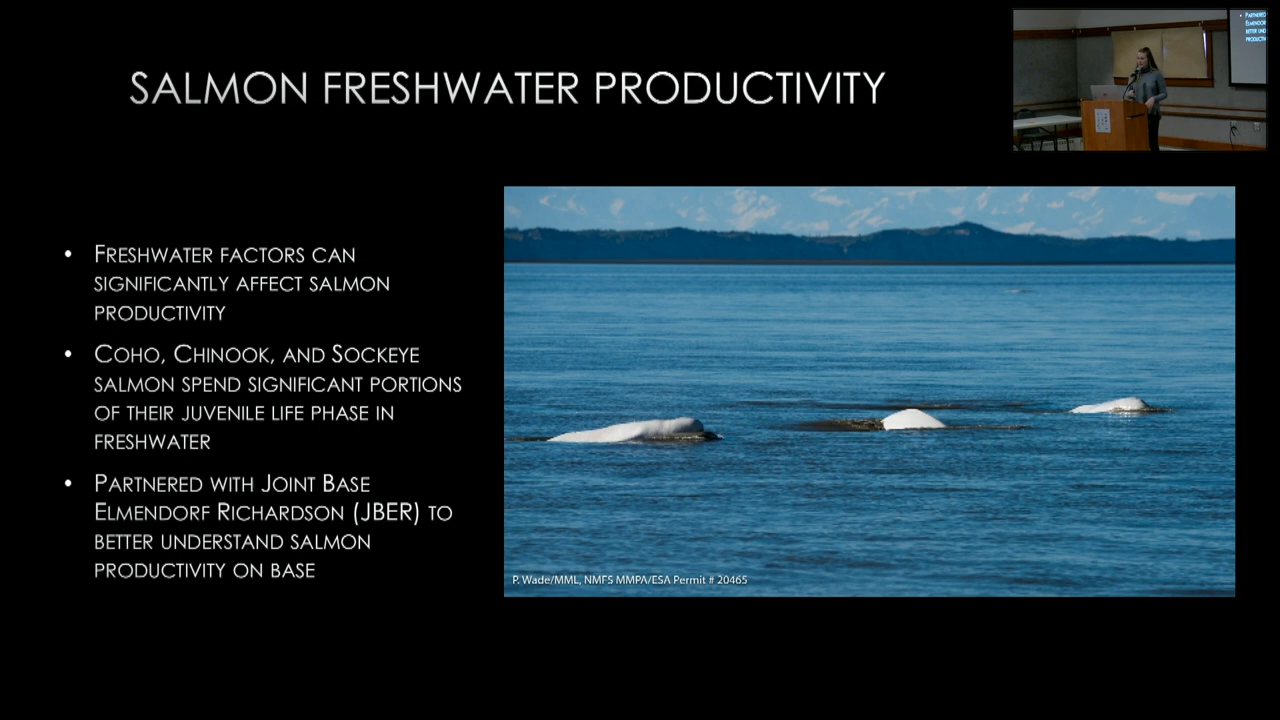 SALMON FRESHWATER PRODUCTIVITY
• FRESHWATER FACTORS CAN
SIGNIFICANTLY AFFECT SALMON
PRODUCTIVITY
• COHO, CHINOOK, AND SOCKEYE
SALMON SPEND SIGNIFICANT PORTIONS
OF THEIR JUVENILE LIFE PHASE IN
FRESHWATER
• PARTNERED WITH JOINT BASE
ELMENDORF RICHARDSON (JBER) TO
BETTER UNDERSTAND SALMON
PRODUCTIVITY ON BASE
P. Wade/MML, NMFS MMPA/ESA Permit # 20465